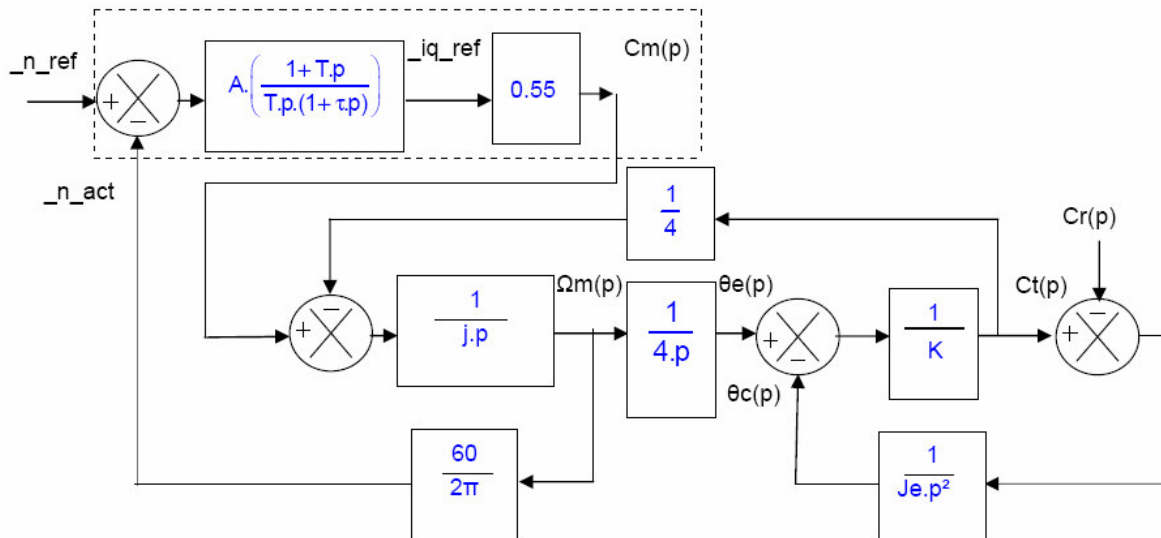 _n_ref
+
−
A.( 1+ T.p / T.p.(1+ τ.p) )
_iq_ref
0.55
Cm(p)
_n_act
1
4
Cr(p)
+
−
1
j.p
Ωm(p)
1
4.p
θe(p)
+
−
θc(p)
1
K
Ct(p)
+
−
60
2π
1
Je.p²